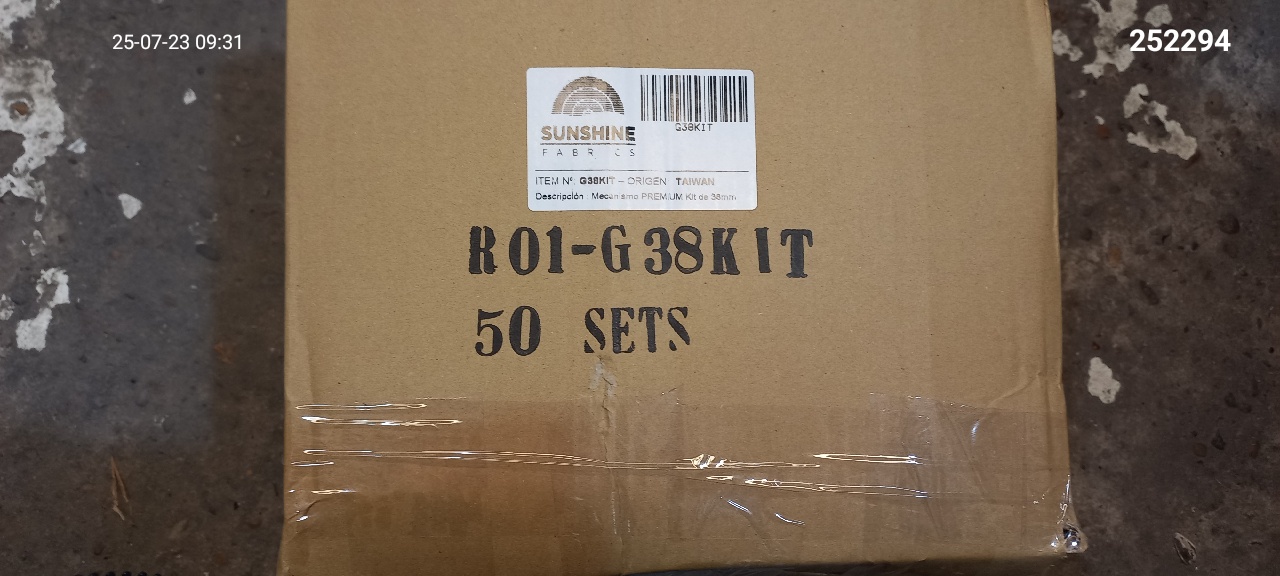 25-07-23 09:31
252294
SUNSHINE
FABRICS
G38KIT
ITEM Nº: G38KIT – ORIGEN TAIWAN
Descripción: Mecanismo PREMIUM Kit de 38mm.
R01-G38KIT
50 SETS